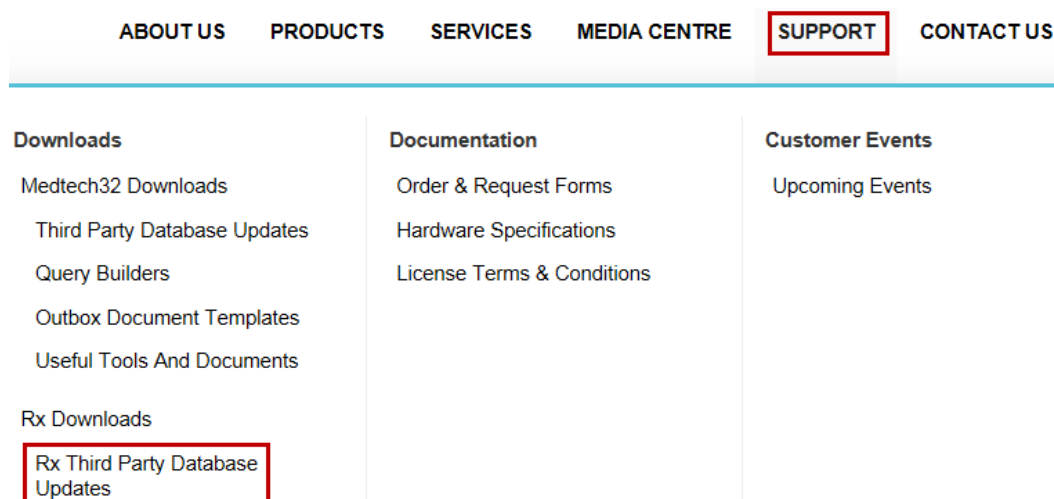 ABOUT US PRODUCTS SERVICES MEDIA CENTRE SUPPORT CONTACT US
Downloads
Medtech32 Downloads
Third Party Database Updates
Query Builders
Outbox Document Templates
Useful Tools And Documents
Rx Downloads
Rx Third Party Database
Updates
Documentation
Order & Request Forms
Hardware Specifications
License Terms & Conditions
Customer Events
Upcoming Events